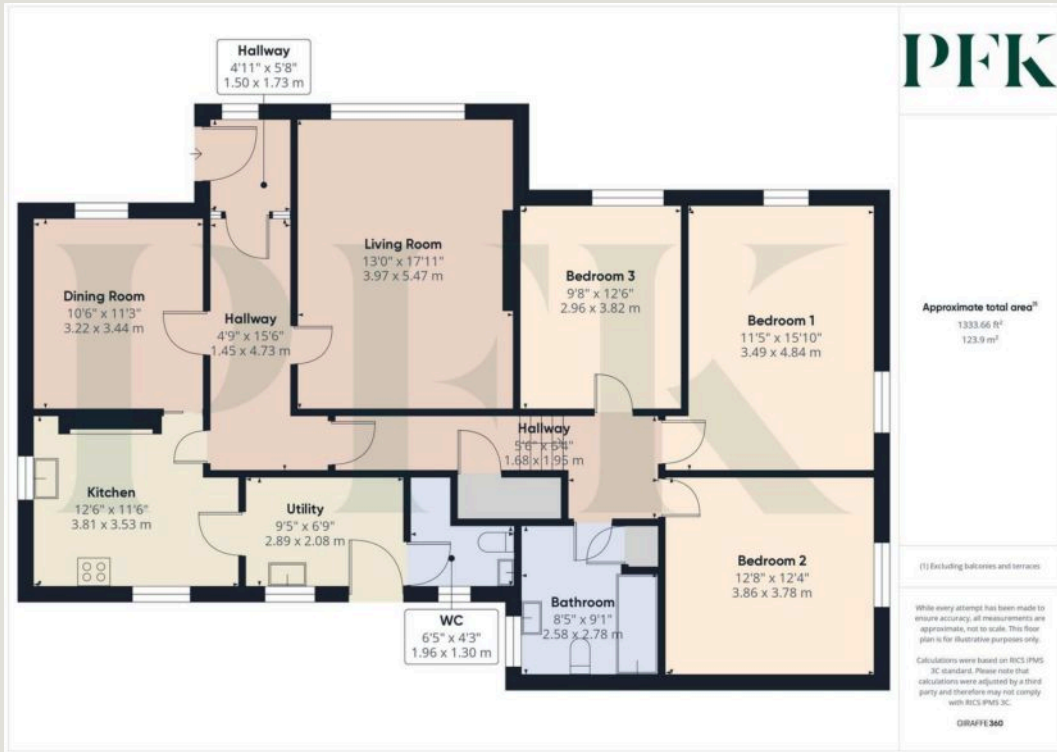 Hallway
4'11" x 5'8"
1.50 x 1.73 m
PFK
Living Room
13'0" x 17'11"
3.97 x 5.47 m
Dining Room
10'6" x 11'3"
3.22 x 3.44 m
Hallway
4'9" x 15'6"
1.45 x 4.73 m
Bedroom 3
9'8" x 12'6"
2.96 x 3.82 m
Bedroom 1
11'5" x 15'10"
3.49 x 4.84 m
Hallway
5'6" x 6'4"
1.68 x 1.95 m
Kitchen
12'6" x 11'6"
3.81 x 3.53 m
Utility
9'5" x 6'9"
2.89 x 2.08 m
WC
6'5" x 4'3"
1.96 x 1.30 m
Bathroom
8'5" x 9'1"
2.58 x 2.78 m
Bedroom 2
12'8" x 12'4"
3.86 x 3.78 m
PFK
Approximate total area⁽¹⁾
1333.66 ft²
123.9 m²
(1) Excluding balconies and terraces
While every attempt has been made to
ensure accuracy, all measurements are
approximate, not to scale. This floor
plan is for illustrative purposes only.
Calculations were based on RICS IPMS
3C standard. Please note that
calculations were adjusted by a third
party and therefore may not comply
with RICS IPMS 3C.
GIRAFFE360